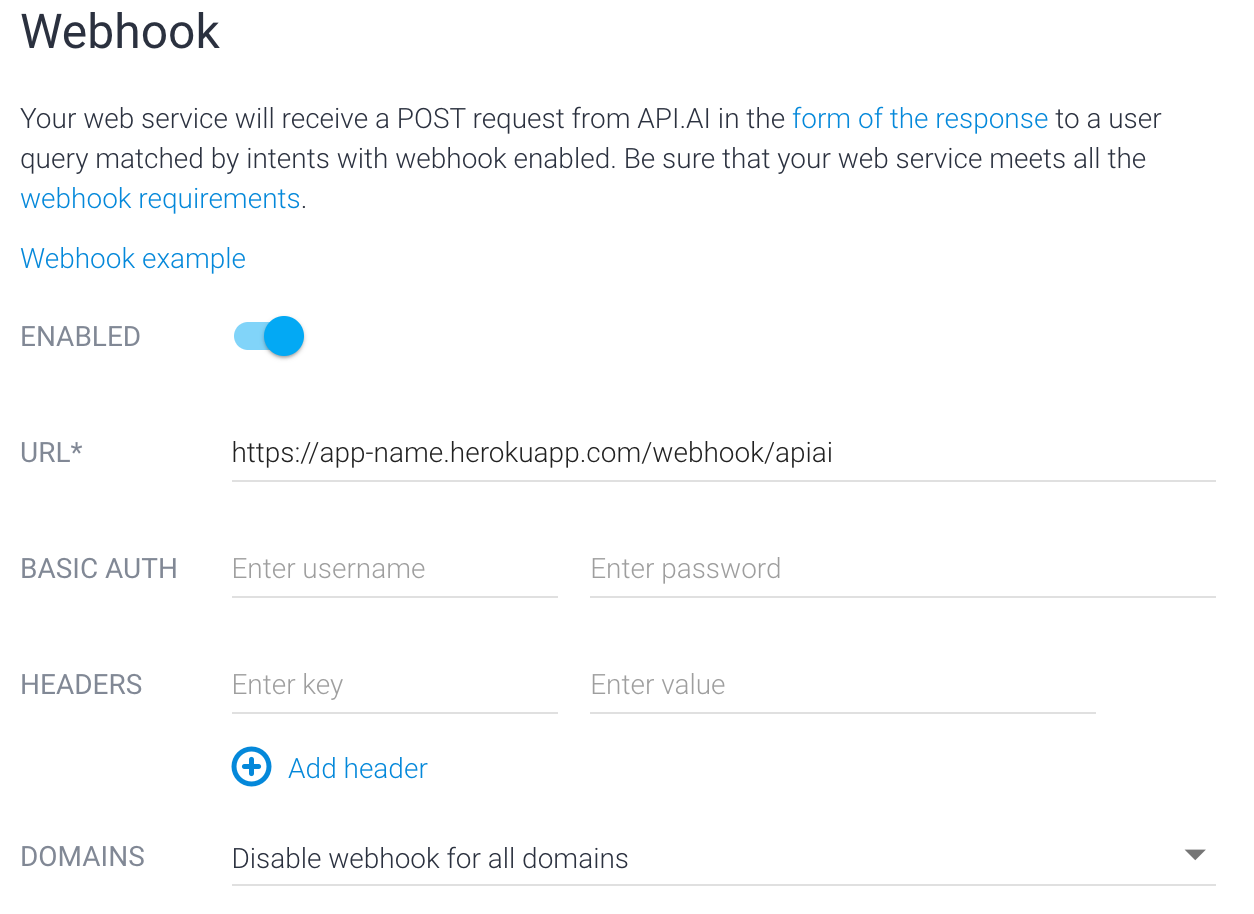 Webhook
Your web service will receive a POST request from API.AI in the form of the response to a user
query matched by intents with webhook enabled. Be sure that your web service meets all the
webhook requirements.
Webhook example
ENABLED
URL* https://app-name.herokuapp.com/webhook/apiai
BASIC AUTH Enter username Enter password
HEADERS Enter key Enter value
Add header
DOMAINS Disable webhook for all domains